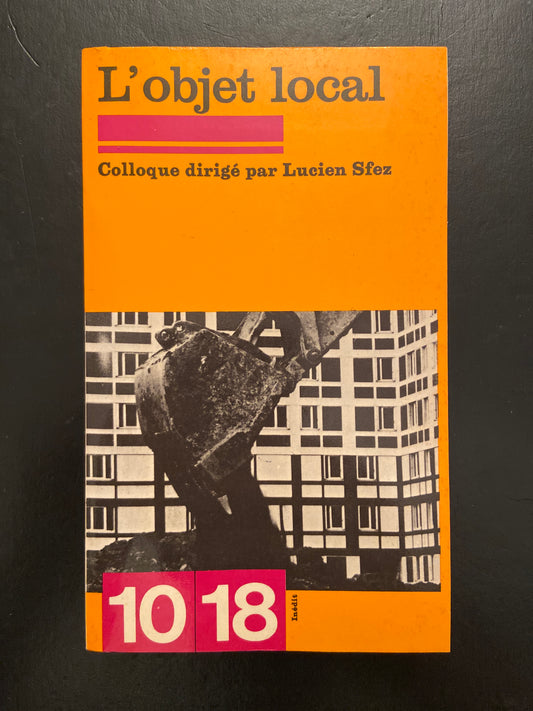 L'objet local
Colloque dirigé par Lucien Sfez
10 18
Inédit